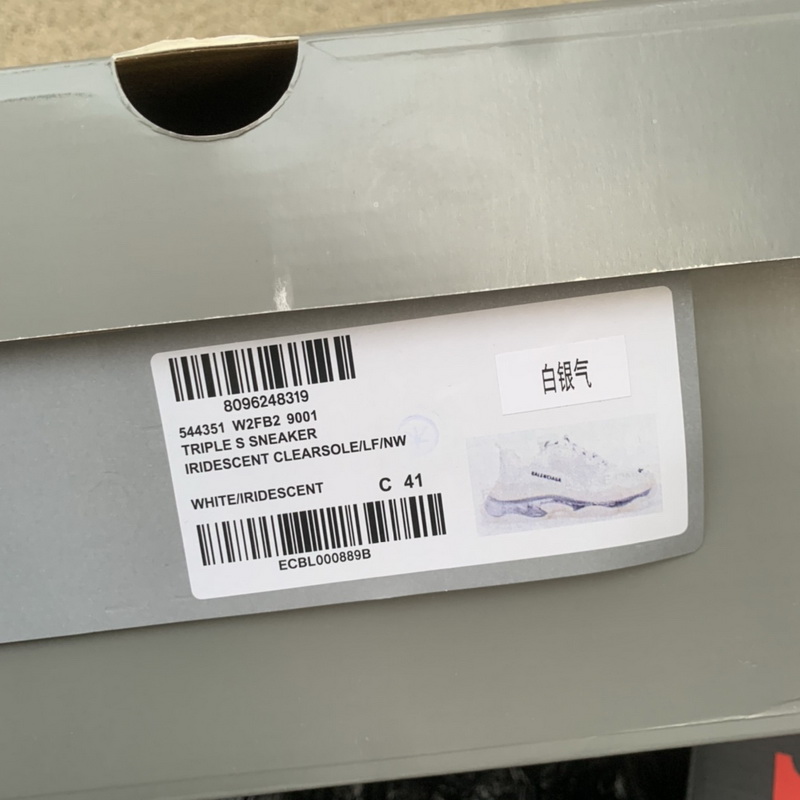 8096248319
544351 W2FB2 9001
TRIPLE S SNEAKER
IRIDESCENT CLEARSOLE/LF/NW
WHITE/IRIDESCENT
C 41
ECBL000889B
白银气
BALENCIAGA